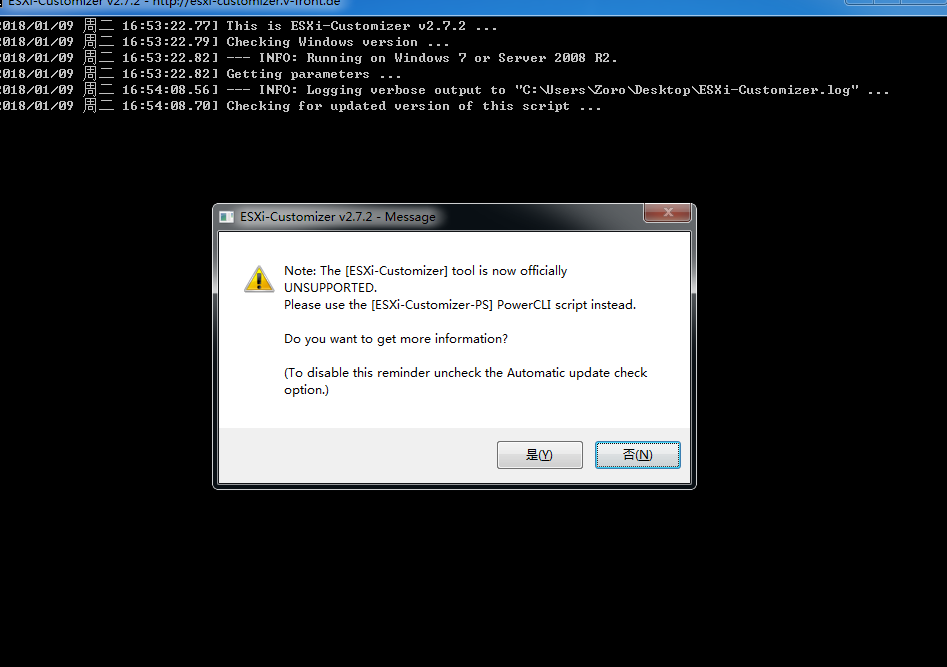 ESXi-Customizer v2.7.2 - http://esxi-customizer.v-front.de
2018/01/09 周二 16:53:22.77] This is ESXi-Customizer v2.7.2 ...
2018/01/09 周二 16:53:22.79] Checking Windows version ...
2018/01/09 周二 16:53:22.82] --- INFO: Running on Windows 7 or Server 2008 R2.
2018/01/09 周二 16:53:22.82] Getting parameters ...
2018/01/09 周二 16:54:08.56] --- INFO: Logging verbose output to "C:\Users\Zoro\Desktop\ESXi-Customizer.log" ...
2018/01/09 周二 16:54:08.70] Checking for updated version of this script ...
ESXi-Customizer v2.7.2 - Message
Note: The [ESXi-Customizer] tool is now officially
UNSUPPORTED.
Please use the [ESXi-Customizer-PS] PowerCLI script instead.
Do you want to get more information?
(To disable this reminder uncheck the Automatic update check
option.)
是(Y)
否(N)